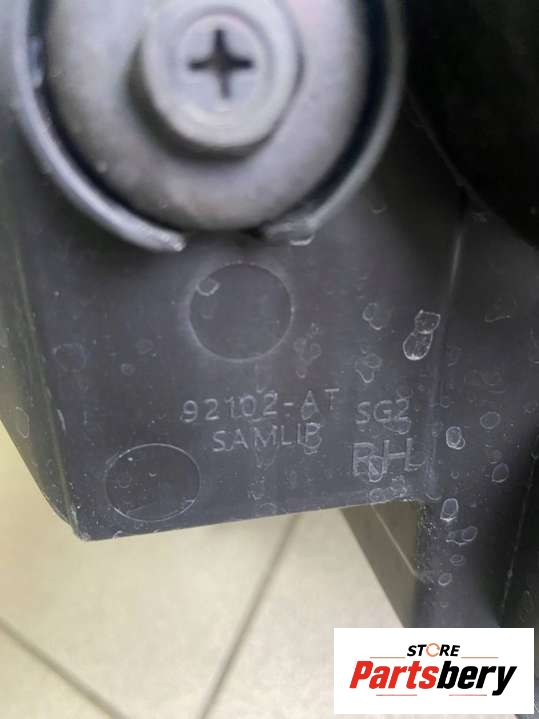 92102-AT
SG2
SAMLIP
RH
STORE
Partsbery